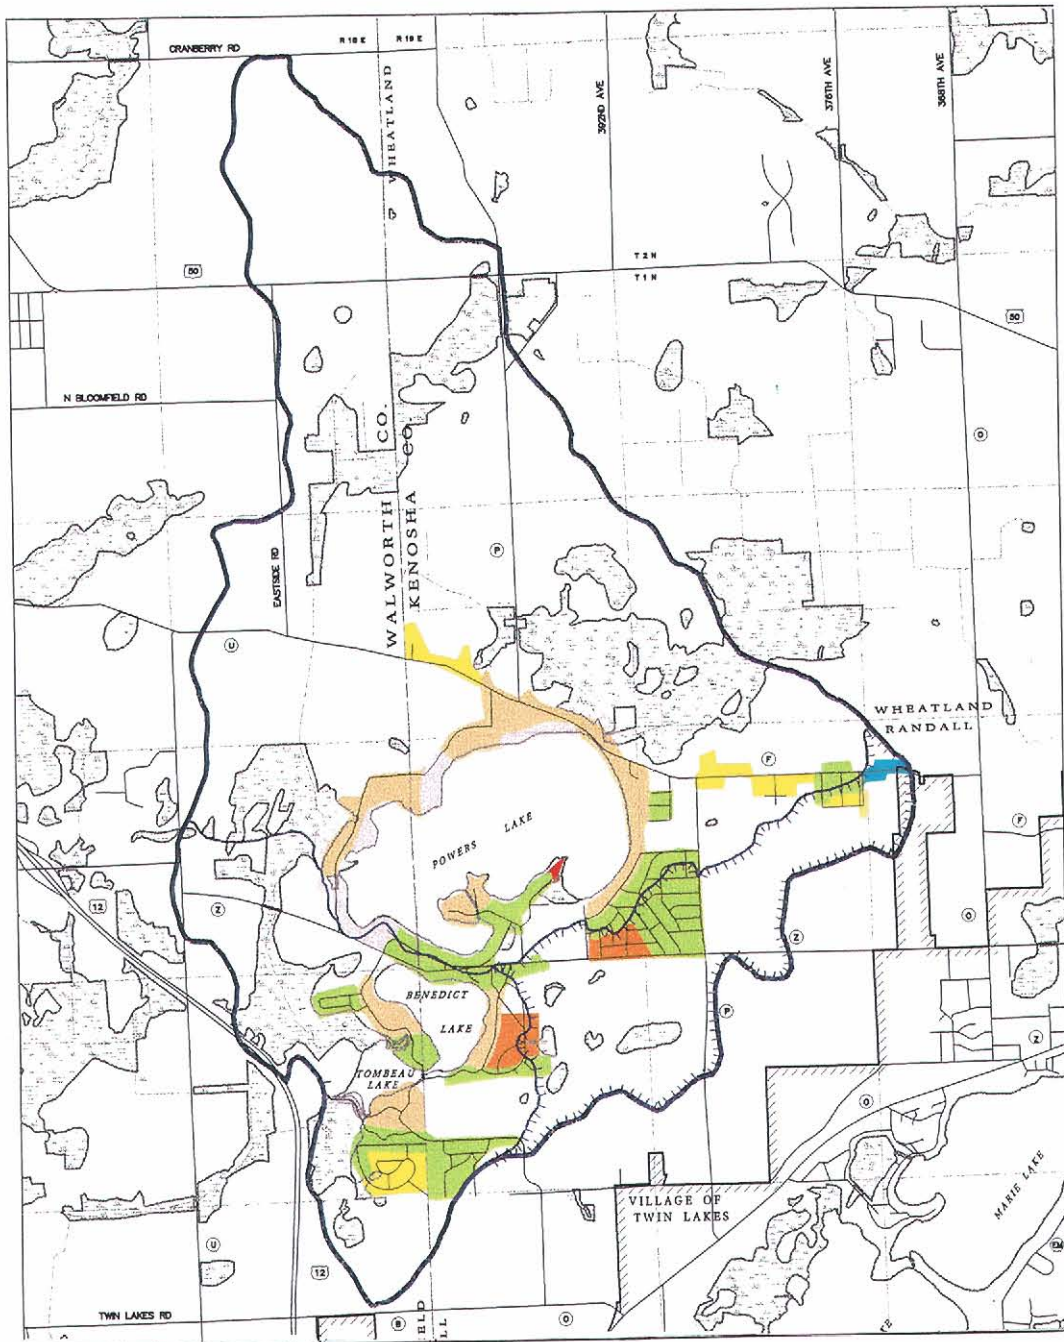 CRANBERRY RD
R 18 E
R 19 E
WHEATLAND
392ND AVE
376TH AVE
368TH AVE
50
T 2 N
T 1 N
50
N BLOOMFIELD RD
WALWORTH CO.
KENOSHA CO.
O
P
EASTSIDE RD
U
WHEATLAND
RANDALL
F
POWERS LAKE
F
12
Z
O
Z
BENEDICT
LAKE
P
Z
TOMBEAU
LAKE
O
VILLAGE OF
TWIN LAKES
MARIE LAKE
U
12
TWIN LAKES RD
B
O